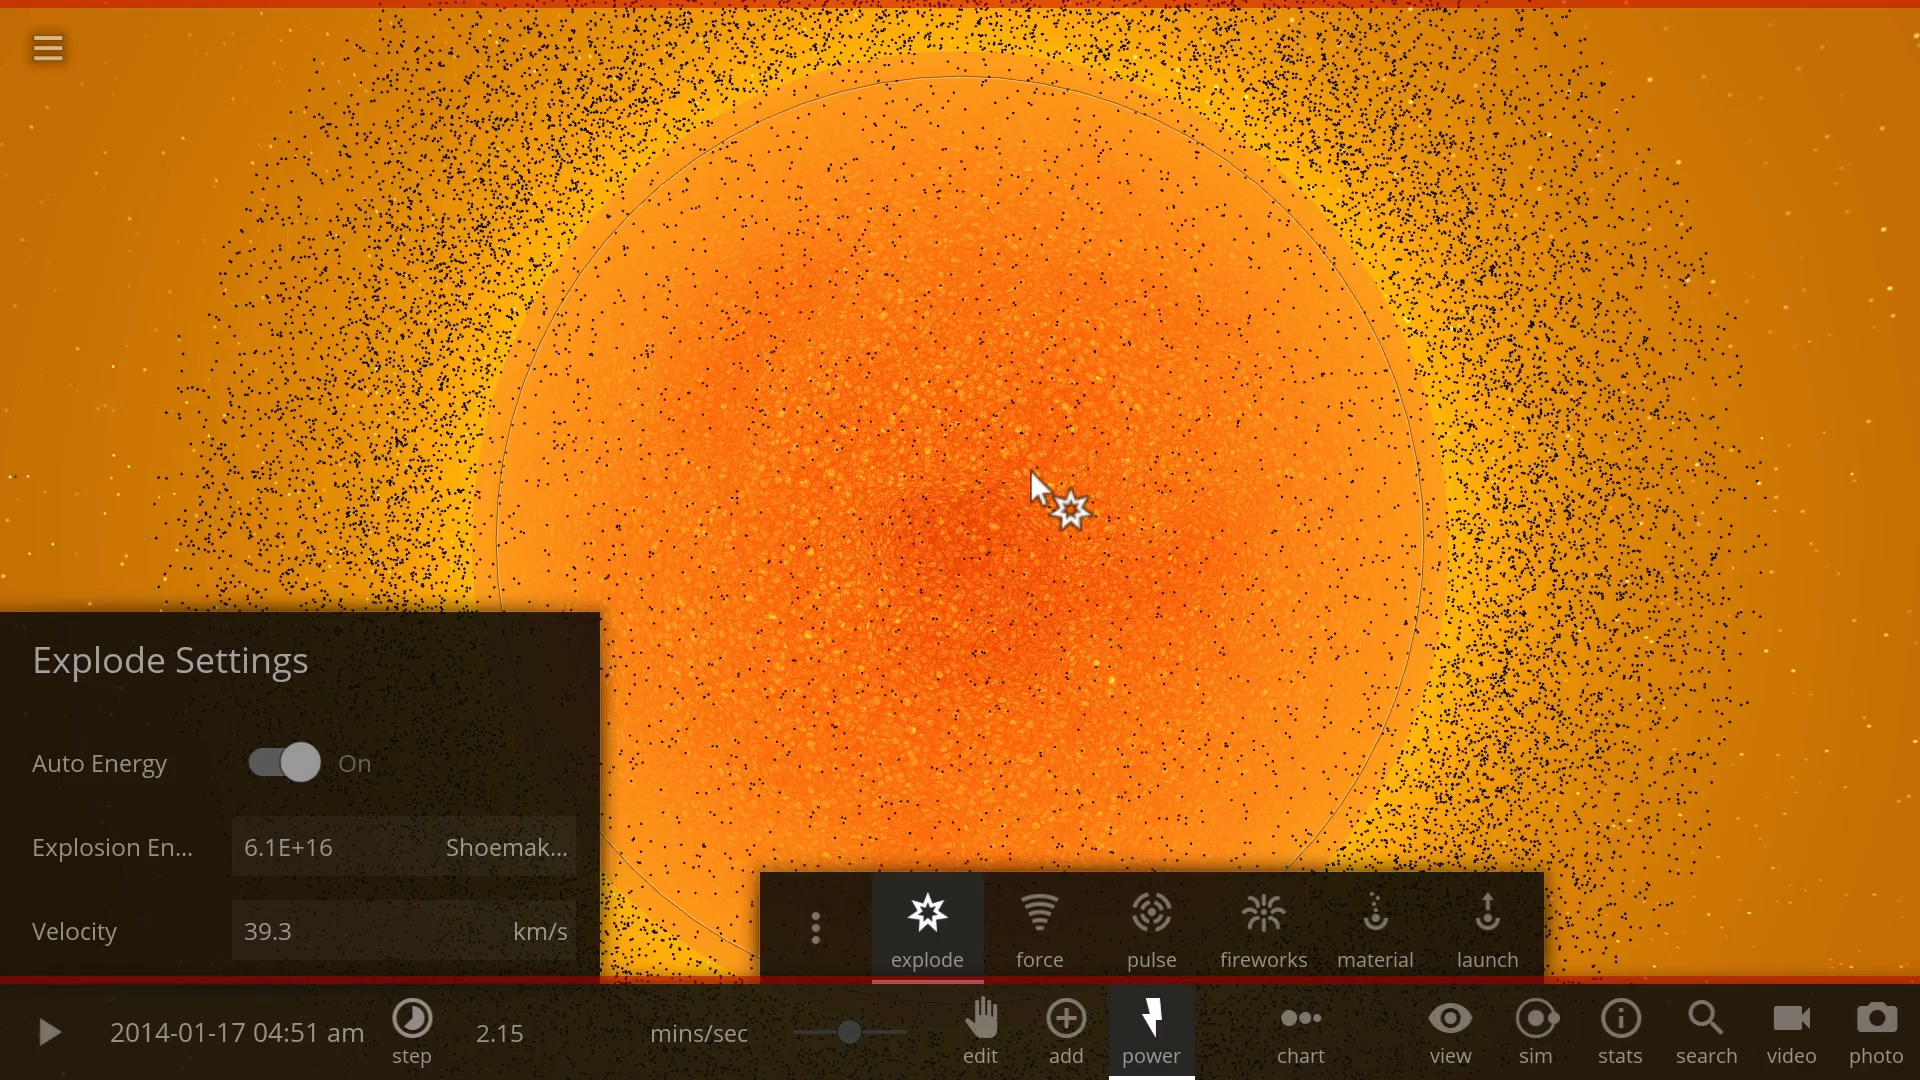 Explode Settings
Auto Energy On
Explosion En... 6.1E+16 Shoemak...
Velocity 39.3 km/s
explode force pulse fireworks material launch
2014-01-17 04:51 am step 2.15 mins/sec edit add power chart view sim stats search video photo